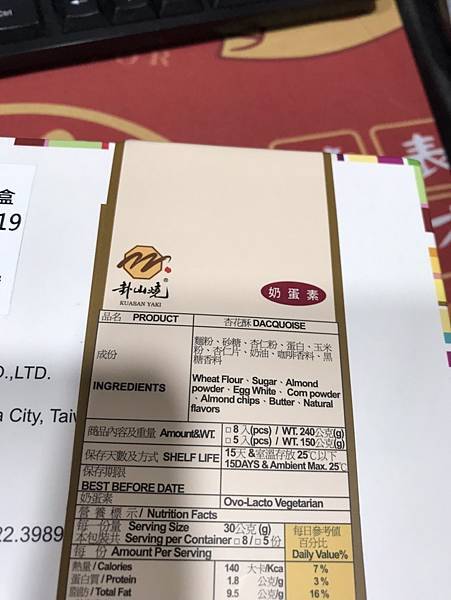 盒
19
卦山燒®
KUASAN YAKI
奶蛋素
表
品名 PRODUCT
杏花酥 DACQUOISE
成份
INGREDIENTS
麵粉、砂糖、杏仁粉、蛋白、玉米
粉、杏仁片、奶油、咖啡香料、黑
糖香料
Wheat Flour、Sugar、Almond
powder、Egg White、Corn powder
、Almond chips、Butter、Natural
flavors
商品內容及重量 Amount&WT.
□ 8 入(pcs) / WT. 240公克(g)
□ 5 入(pcs) / WT. 150公克(g)
保存天數及方式 SHELF LIFE
15天 &室溫存放 25℃以下
15DAYS & Ambient Max. 25℃
保存期限
BEST BEFORE DATE
奶蛋素
Ovo-Lacto Vegetarian
營 養 標 示 / Nutrition Facts
每一份量 Serving Size 30公克 (g)
本包裝共 Serving per Container □ 8 / □ 5 份
每日參考值
百分比
Daily Value%
每 份 Amount Per Serving
熱量 / Calories 140 大卡/Kca 7 %
蛋白質 / Protein 1.8 公克/g 3 %
脂肪 / Total Fat 9.5 公克/g 16 %
O.,LTD.
a City, Taiw
22.3989